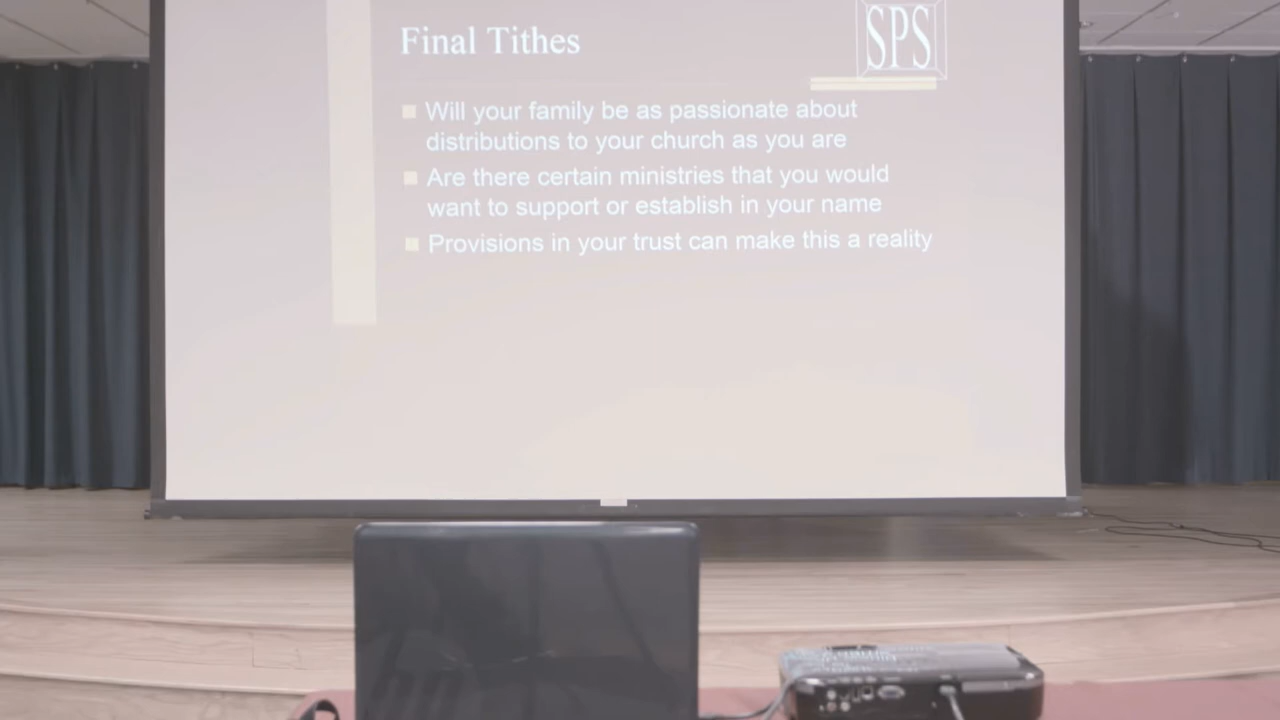 Final Tithes
SPS
Will your family be as passionate about
distributions to your church as you are
Are there certain ministries that you would
want to support or establish in your name
Provisions in your trust can make this a reality